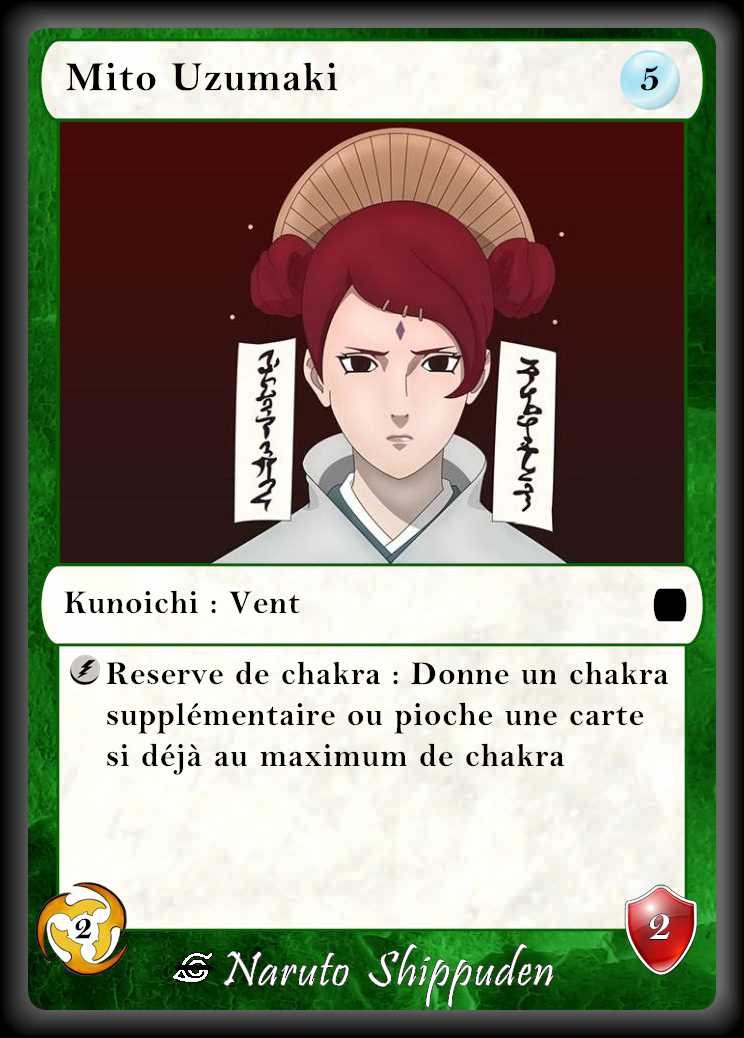 Mito Uzumaki
5
Kunoichi : Vent
Reserve de chakra : Donne un chakra
supplémentaire ou pioche une carte
si déjà au maximum de chakra
2
2
Naruto Shippuden